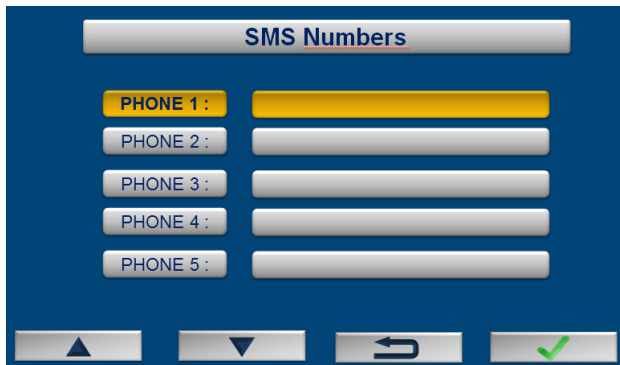 SMS Numbers
PHONE 1 :
PHONE 2 :
PHONE 3 :
PHONE 4 :
PHONE 5 :